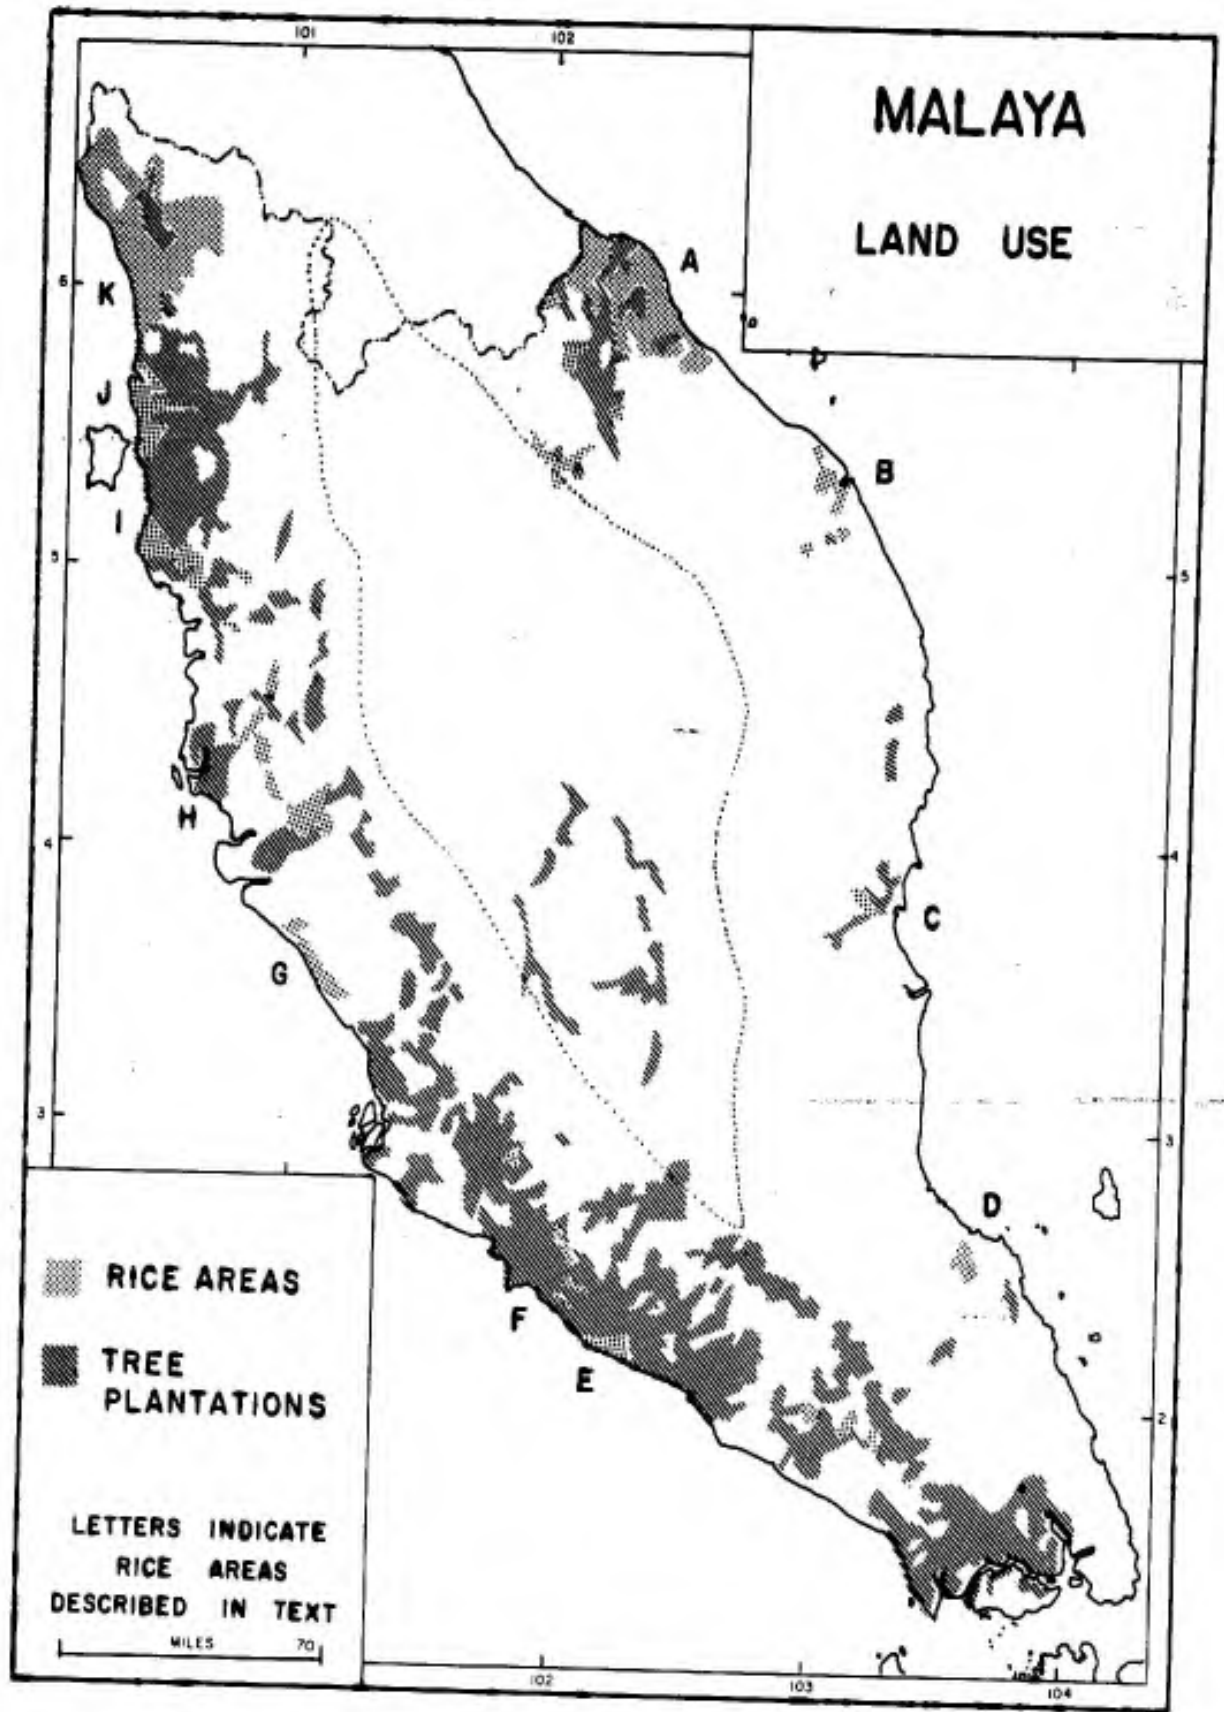 101
102
MALAYA
LAND USE
A
6
K
J
B
I
5
5
H
4
4
C
G
3
3
D
RICE AREAS
F
TREE
PLANTATIONS
E
2
LETTERS INDICATE
RICE AREAS
DESCRIBED IN TEXT
MILES 70
102
103
104